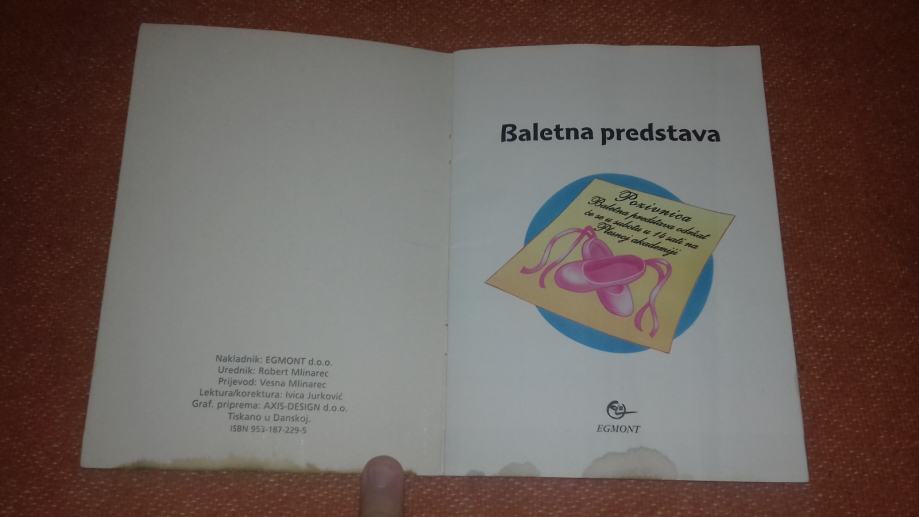 Nakladnik: EGMONT d.o.o.
Urednik: Robert Mlinarec
Prijevod: Vesna Mlinarec
Lektura/korektura: Ivica Jurković
Graf. priprema: AXIS-DESIGN d.o.o.
Tiskano u Danskoj.
ISBN 953-187-229-5
Baletna predstava
Pozivnica
Baletna predstava održat
će se u subotu u 14 sati na
Plesnoj akademiji
EGMONT